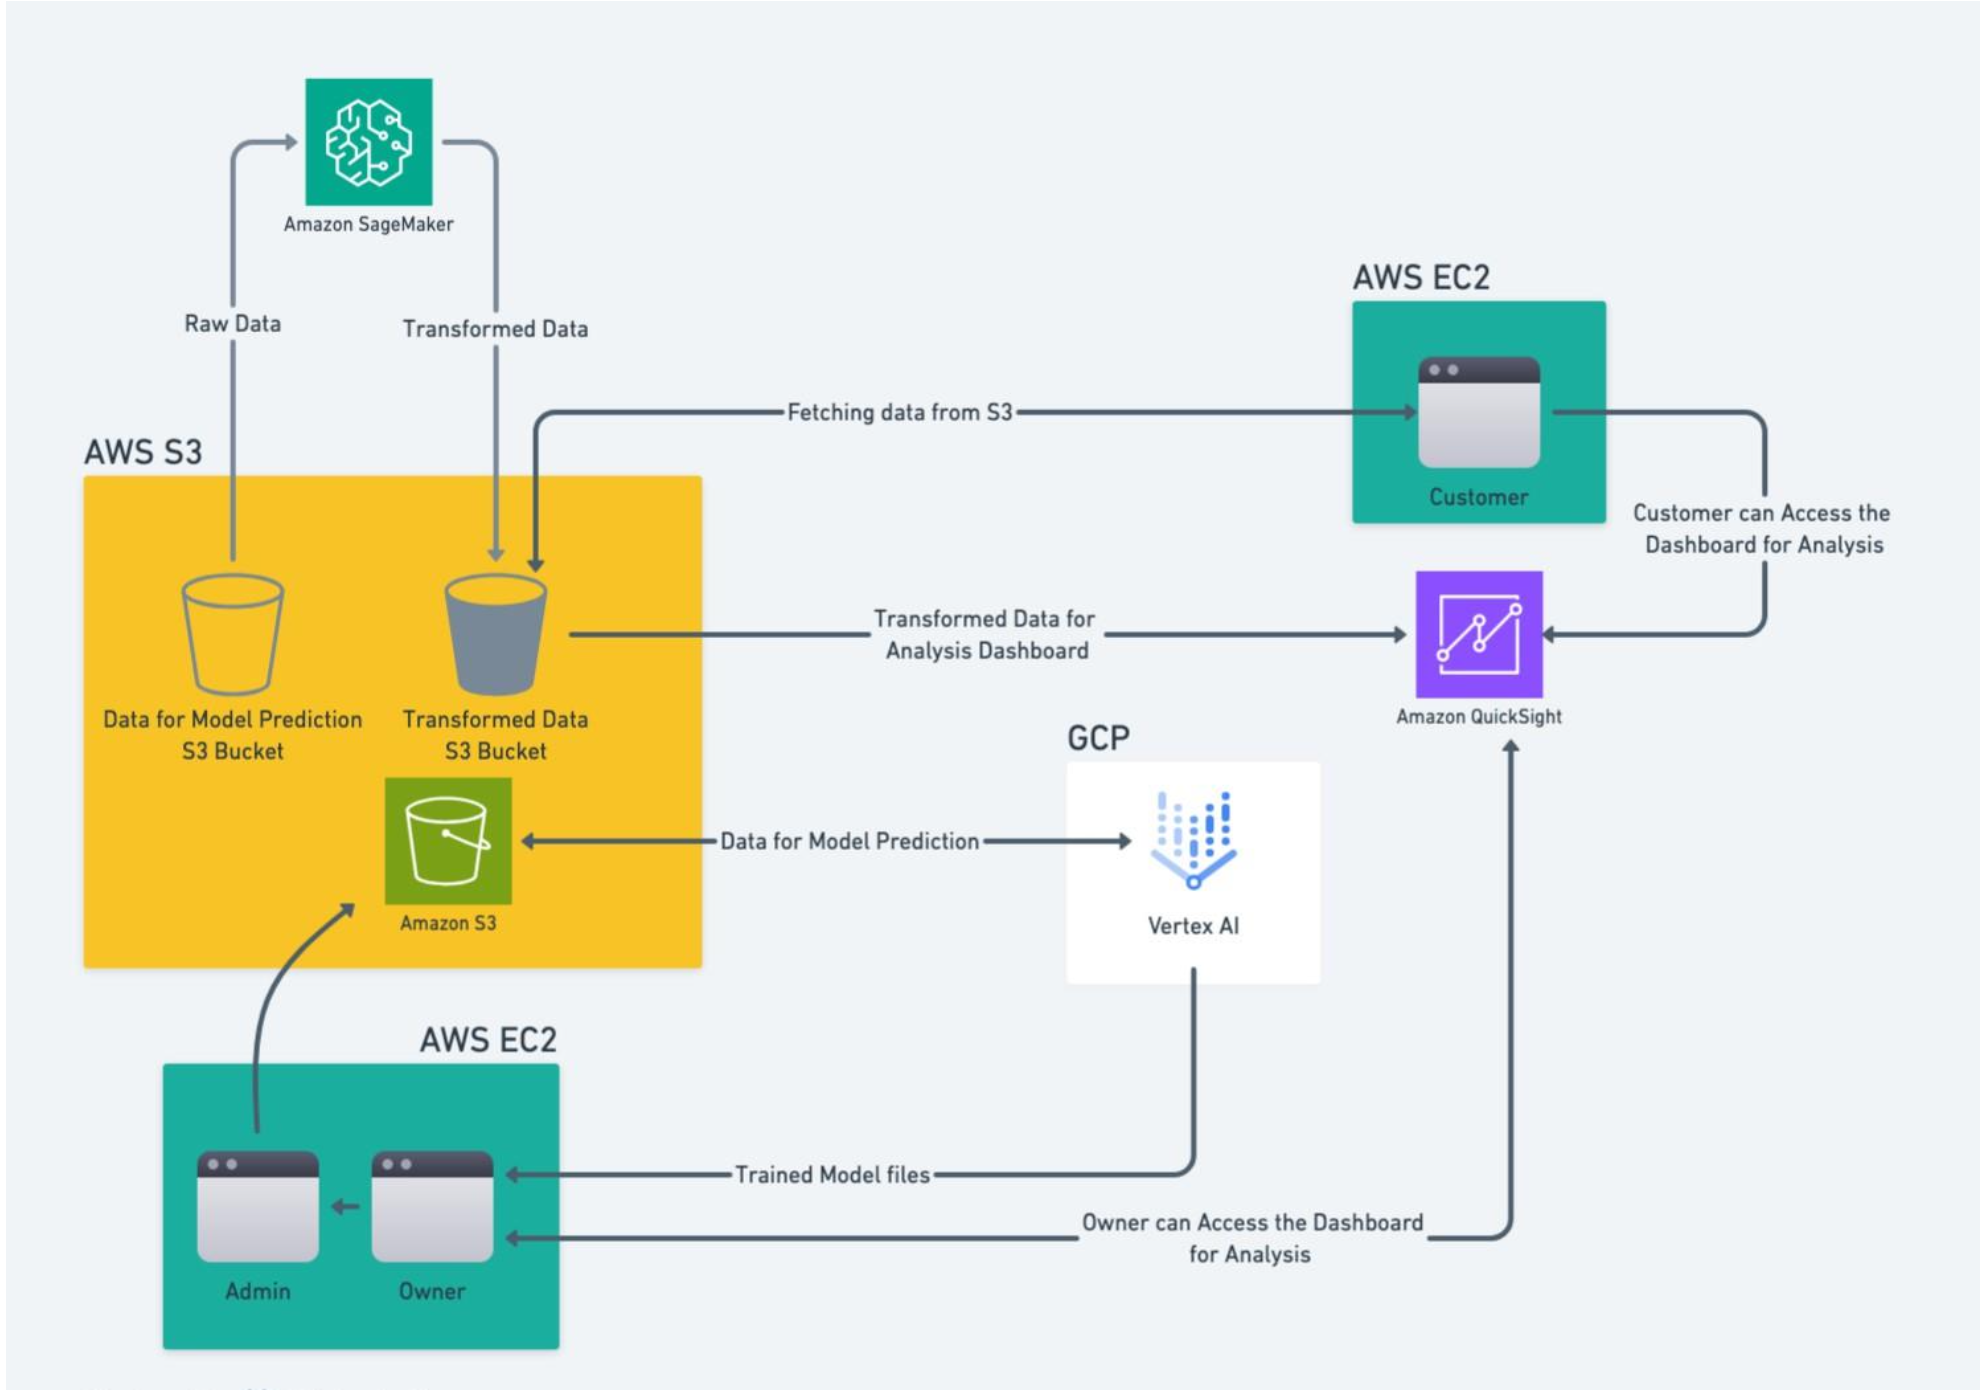 Amazon SageMaker
Raw Data
Transformed Data
AWS EC2
Customer
Fetching data from S3
Customer can Access the
Dashboard for Analysis
AWS S3
Data for Model Prediction
S3 Bucket
Transformed Data
S3 Bucket
Transformed Data for
Analysis Dashboard
Amazon QuickSight
GCP
Vertex AI
Data for Model Prediction
Amazon S3
AWS EC2
Admin
Owner
Trained Model files
Owner can Access the Dashboard
for Analysis